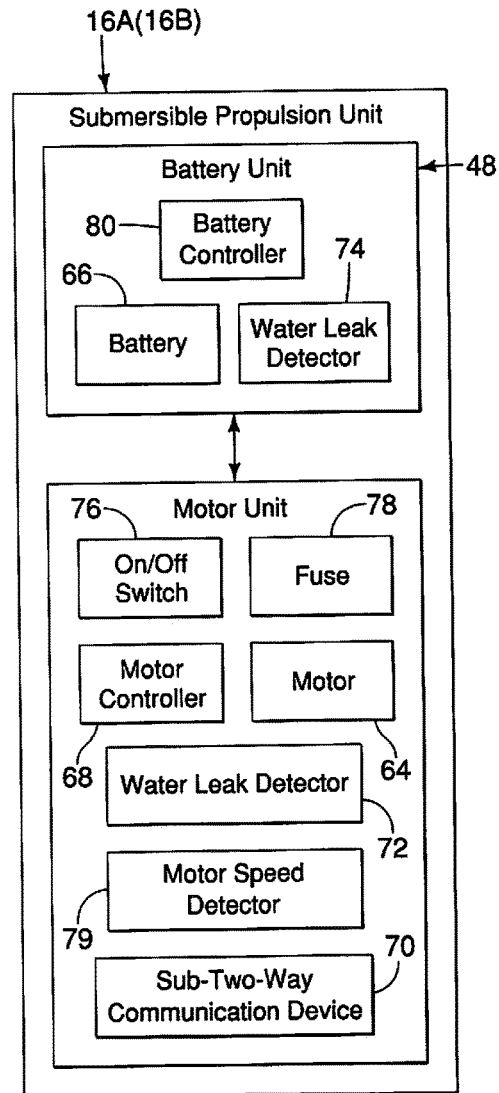 16A(16B)
Submersible Propulsion Unit
Battery Unit
48
80
Battery
Controller
66
74
Battery
Water Leak
Detector
76
Motor Unit
78
On/Off
Switch
Fuse
Motor
Controller
Motor
68
64
Water Leak Detector
72
Motor Speed
Detector
79
70
Sub-Two-Way
Communication Device